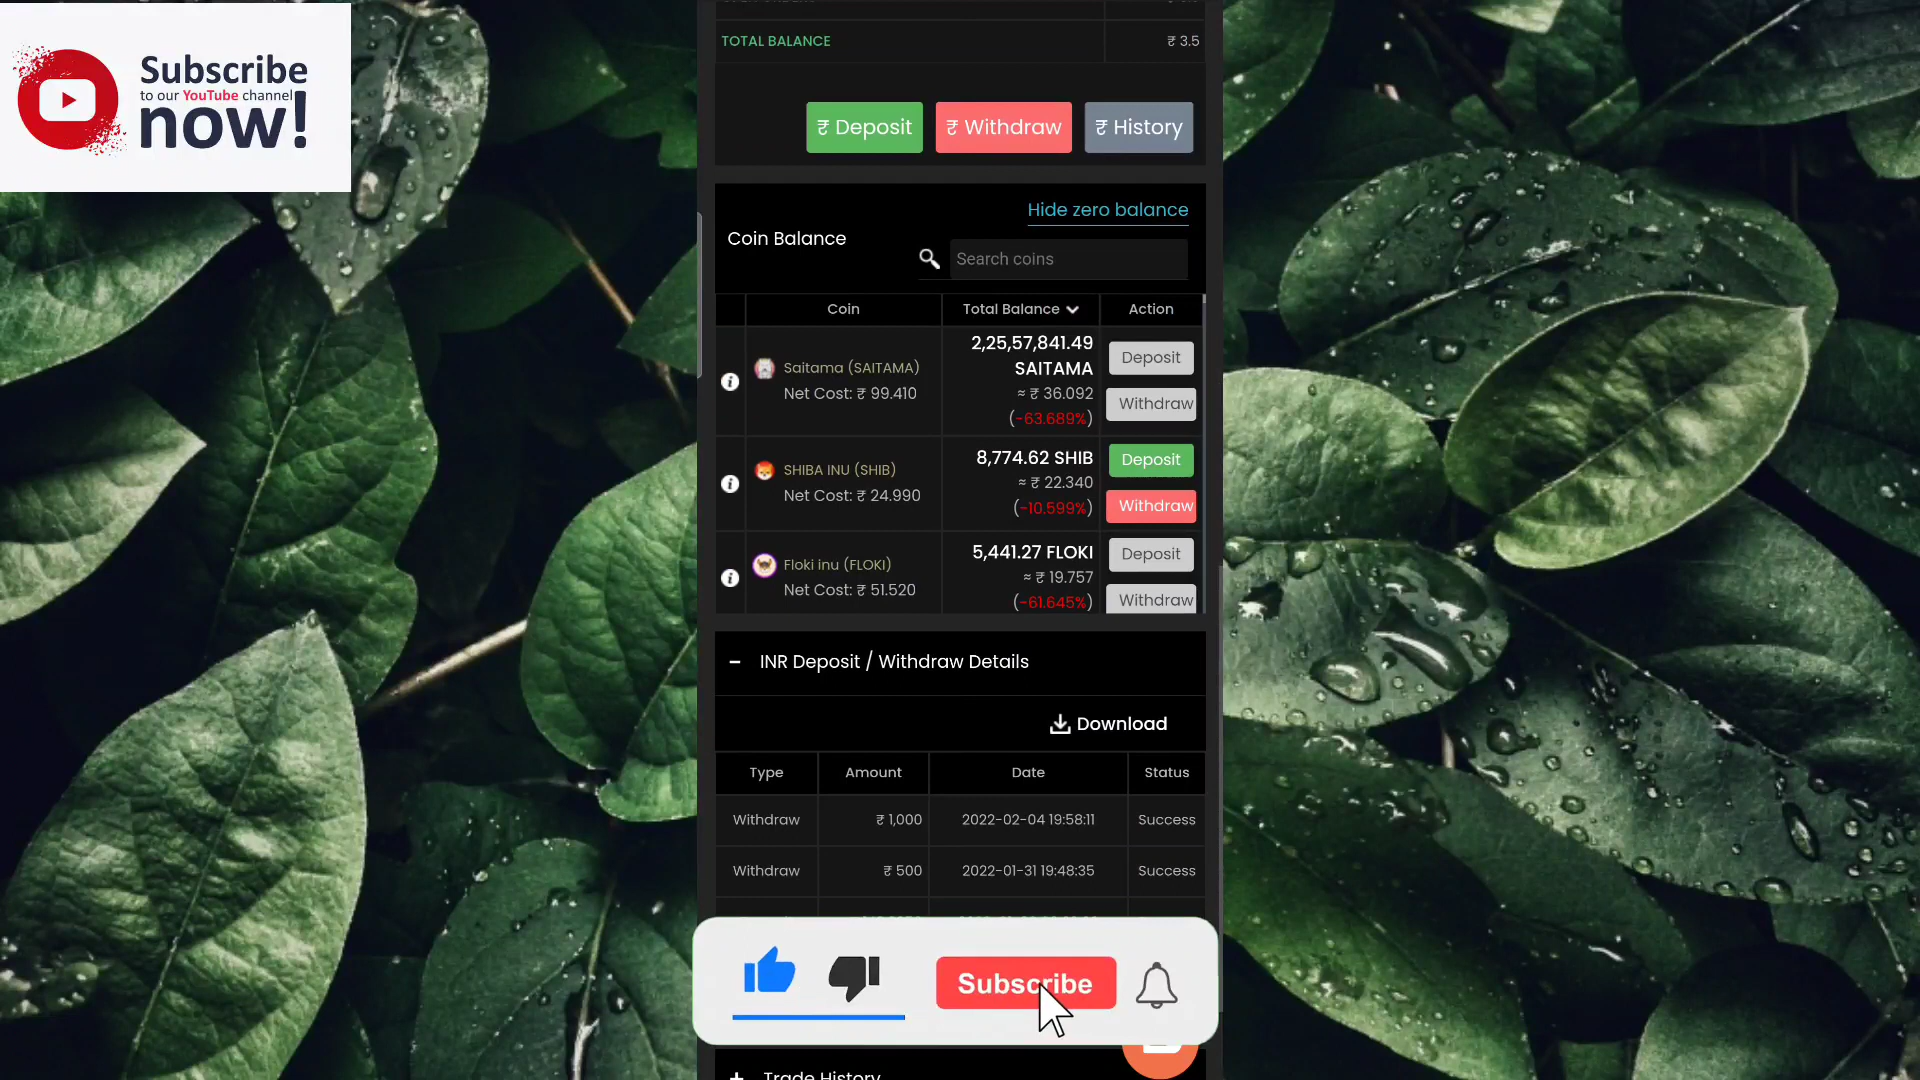 Subscribe
to our YouTube channel
now!
TOTAL BALANCE ₹ 3.5
₹ Deposit ₹ Withdraw ₹ History
Hide zero balance
Coin Balance
Search coins
Coin Total Balance Action
2,25,57,841.49
SAITAMA
Saitama (SAITAMA)
Net Cost: ₹ 99.410
≈ ₹ 36.092
(-63.689%)
Deposit
Withdraw
SHIBA INU (SHIB)
Net Cost: ₹ 24.990
8,774.62 SHIB
≈ ₹ 22.340
(-10.599%)
Deposit
Withdraw
Floki inu (FLOKI)
Net Cost: ₹ 51.520
5,441.27 FLOKI
≈ ₹ 19.757
(-61.645%)
Deposit
Withdraw
INR Deposit / Withdraw Details
Download
Type Amount Date Status
Withdraw ₹ 1,000 2022-02-04 19:58:11 Success
Withdraw ₹ 500 2022-01-31 19:48:35 Success
Subscribe
Trade History